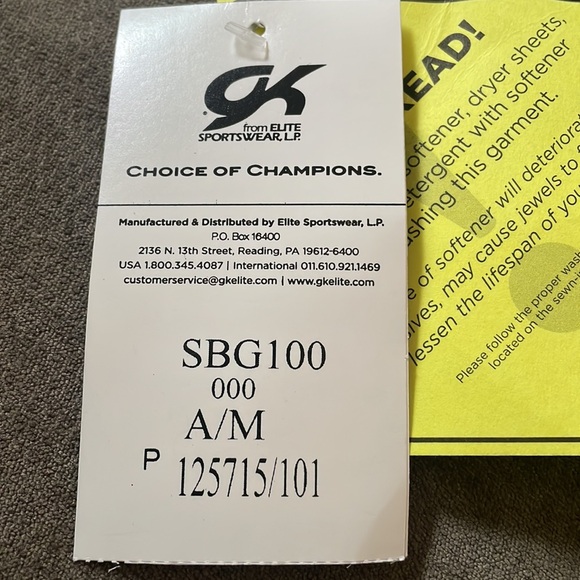 GK
from ELITE
SPORTSWEAR, L.P.
CHOICE OF CHAMPIONS.
Manufactured & Distributed by Elite Sportswear, L.P.
P.O. Box 16400
2136 N. 13th Street, Reading, PA 19612-6400
USA 1.800.345.4087 | International 011.610.921.1469
customerservice@gkelite.com | www.gkelite.com
SBG100
000
A/M
P 125715/101
READ!
softener, dryer sheets,
detergent with softener
washing this garment.
of softener will deteriorat
may cause jewels to
lessen the lifespan of you
Please follow the proper wash
located on the sewn-